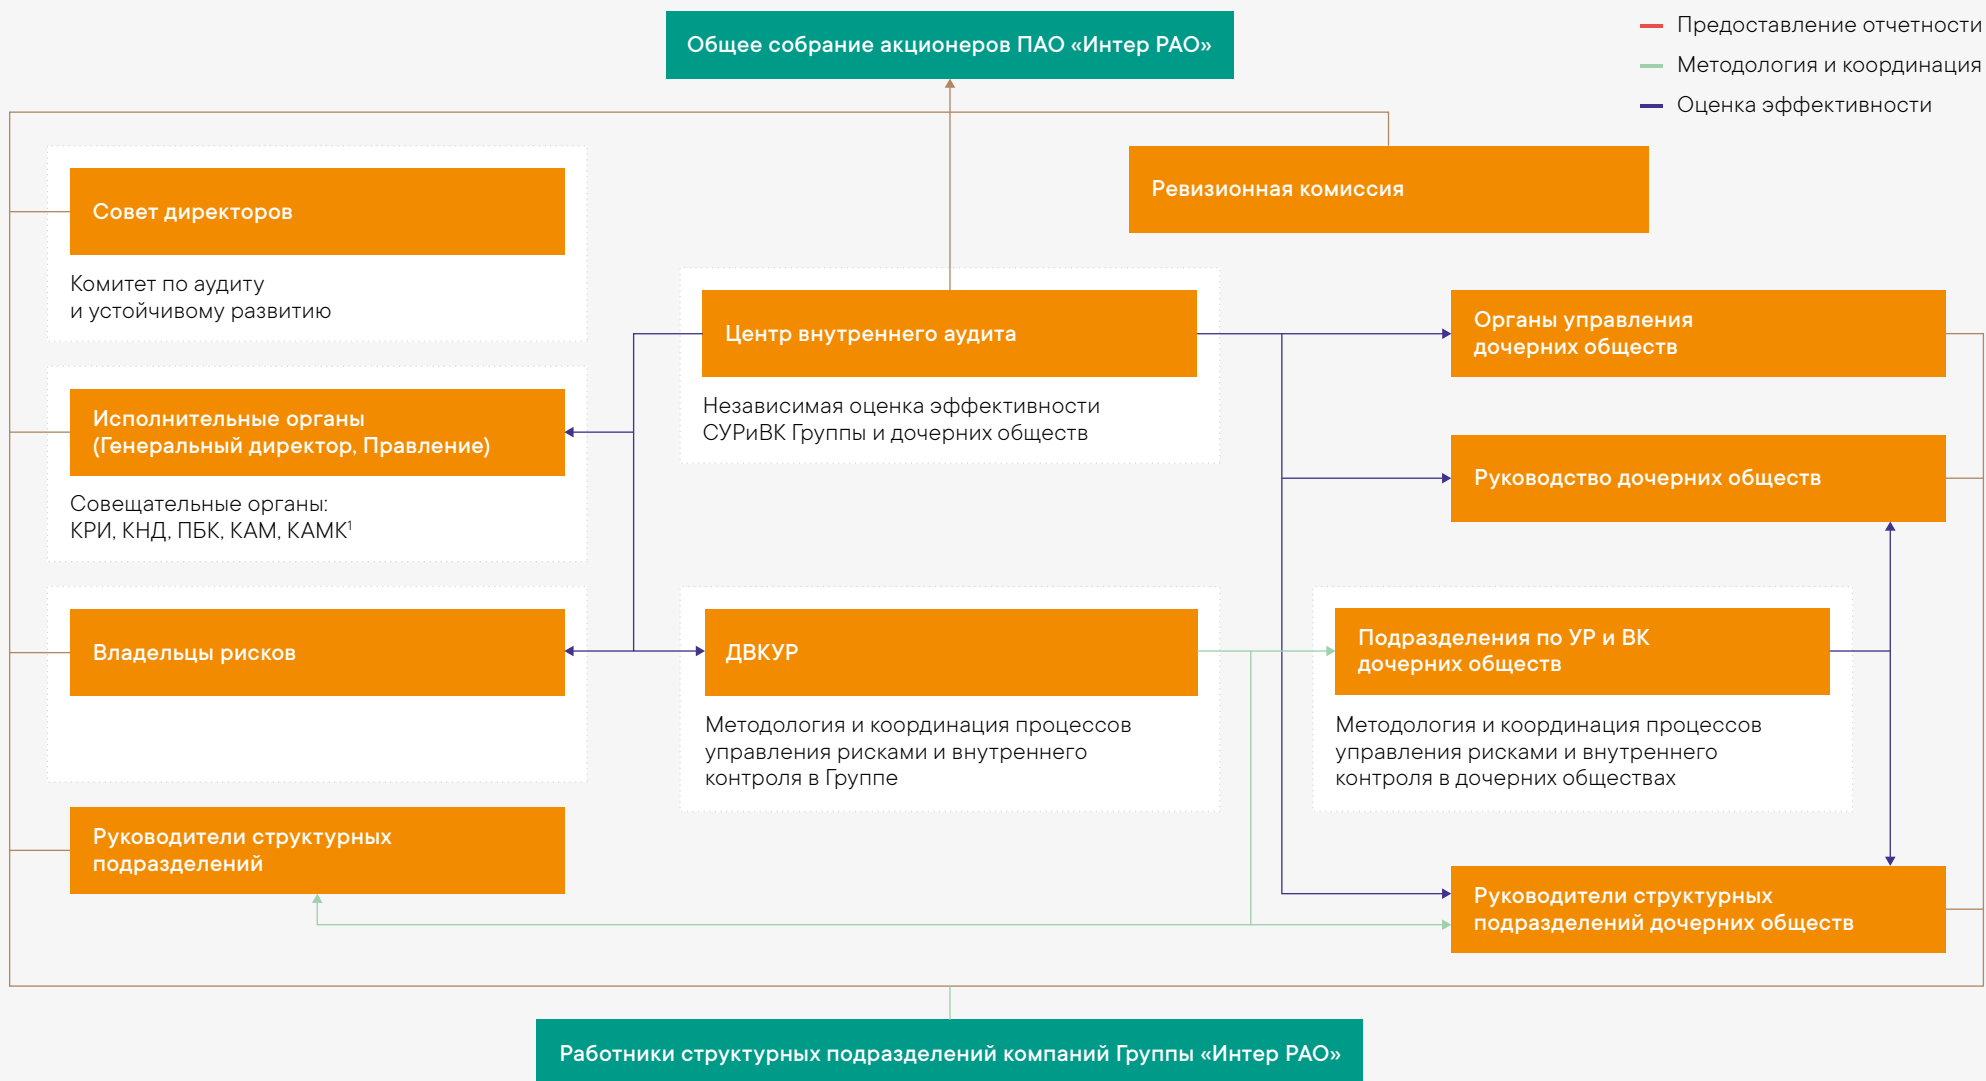 Общее собрание акционеров ПАО «Интер РАО»
Предоставление отчетности
Методология и координация
Оценка эффективности
Ревизионная комиссия
Совет директоров
Комитет по аудиту
и устойчивому развитию
Центр внутреннего аудита
Независимая оценка эффективности
СУРиВК Группы и дочерних обществ
Органы управления
дочерних обществ
Исполнительные органы
(Генеральный директор, Правление)
Совещательные органы:
КРИ, КНД, ПБК, КАМ, КАМК¹
Руководство дочерних обществ
Владельцы рисков
ДВКУР
Методология и координация процессов
управления рисками и внутреннего
контроля в Группе
Подразделения по УР и ВК
дочерних обществ
Методология и координация процессов
управления рисками и внутреннего
контроля в дочерних обществах
Руководители структурных
подразделений
Руководители структурных
подразделений дочерних обществ
Работники структурных подразделений компаний Группы «Интер РАО»